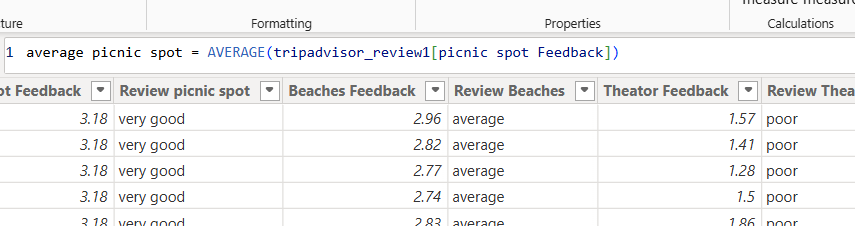 measure measure
ture Formatting Properties Calculations
1 average picnic spot = AVERAGE(tripadvisor_review1[picnic spot Feedback])
ot Feedback Review picnic spot Beaches Feedback Review Beaches Theator Feedback Review Thea
3.18 very good 2.96 average 1.57 poor
3.18 very good 2.82 average 1.41 poor
3.18 very good 2.77 average 1.28 poor
3.18 very good 2.74 average 1.5 poor
3.18 very good 2.83 average 1.86 poor